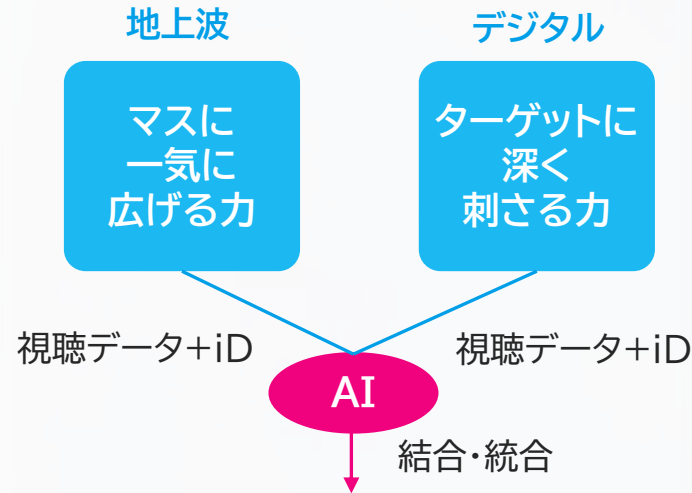 地上波
デジタル
マスに
一気に
広げる力
ターゲットに
深く
刺さる力
視聴データ+iD
視聴データ+iD
AI
結合・統合